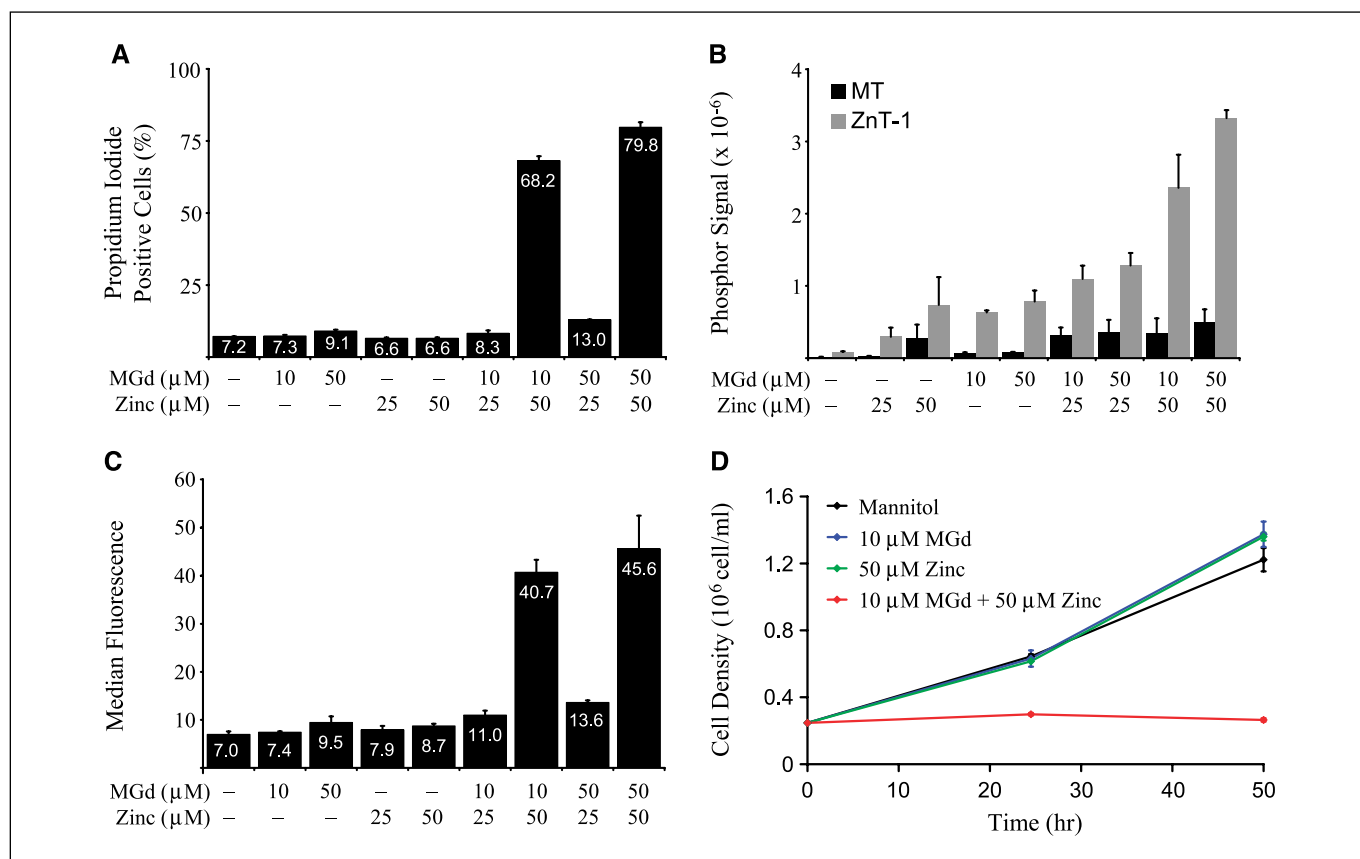 A
100
75
50
25
Propidium Iodide
Positive Cells (%)
7.2 7.3 9.1 6.6 6.6 8.3 68.2 13.0 79.8
MGd (µM) – 10 50 – – 10 10 50 50
Zinc (µM) – – – 25 50 25 50 25 50
B
4
3
2
1
Phosphor Signal (x 10⁻⁶)
MT
ZnT-1
MGd (µM) – – – 10 50 10 50 10 50
Zinc (µM) – 25 50 – – 25 25 50 50
C
60
50
40
30
20
10
Median Fluorescence
7.0 7.4 9.5 7.9 8.7 11.0 40.7 13.6 45.6
MGd (µM) – 10 50 – – 10 10 50 50
Zinc (µM) – – – 25 50 25 50 25 50
D
1.6
1.2
0.8
0.4
0
Cell Density (10⁶ cell/ml)
Mannitol
10 µM MGd
50 µM Zinc
10 µM MGd + 50 µM Zinc
0 10 20 30 40 50
Time (hr)